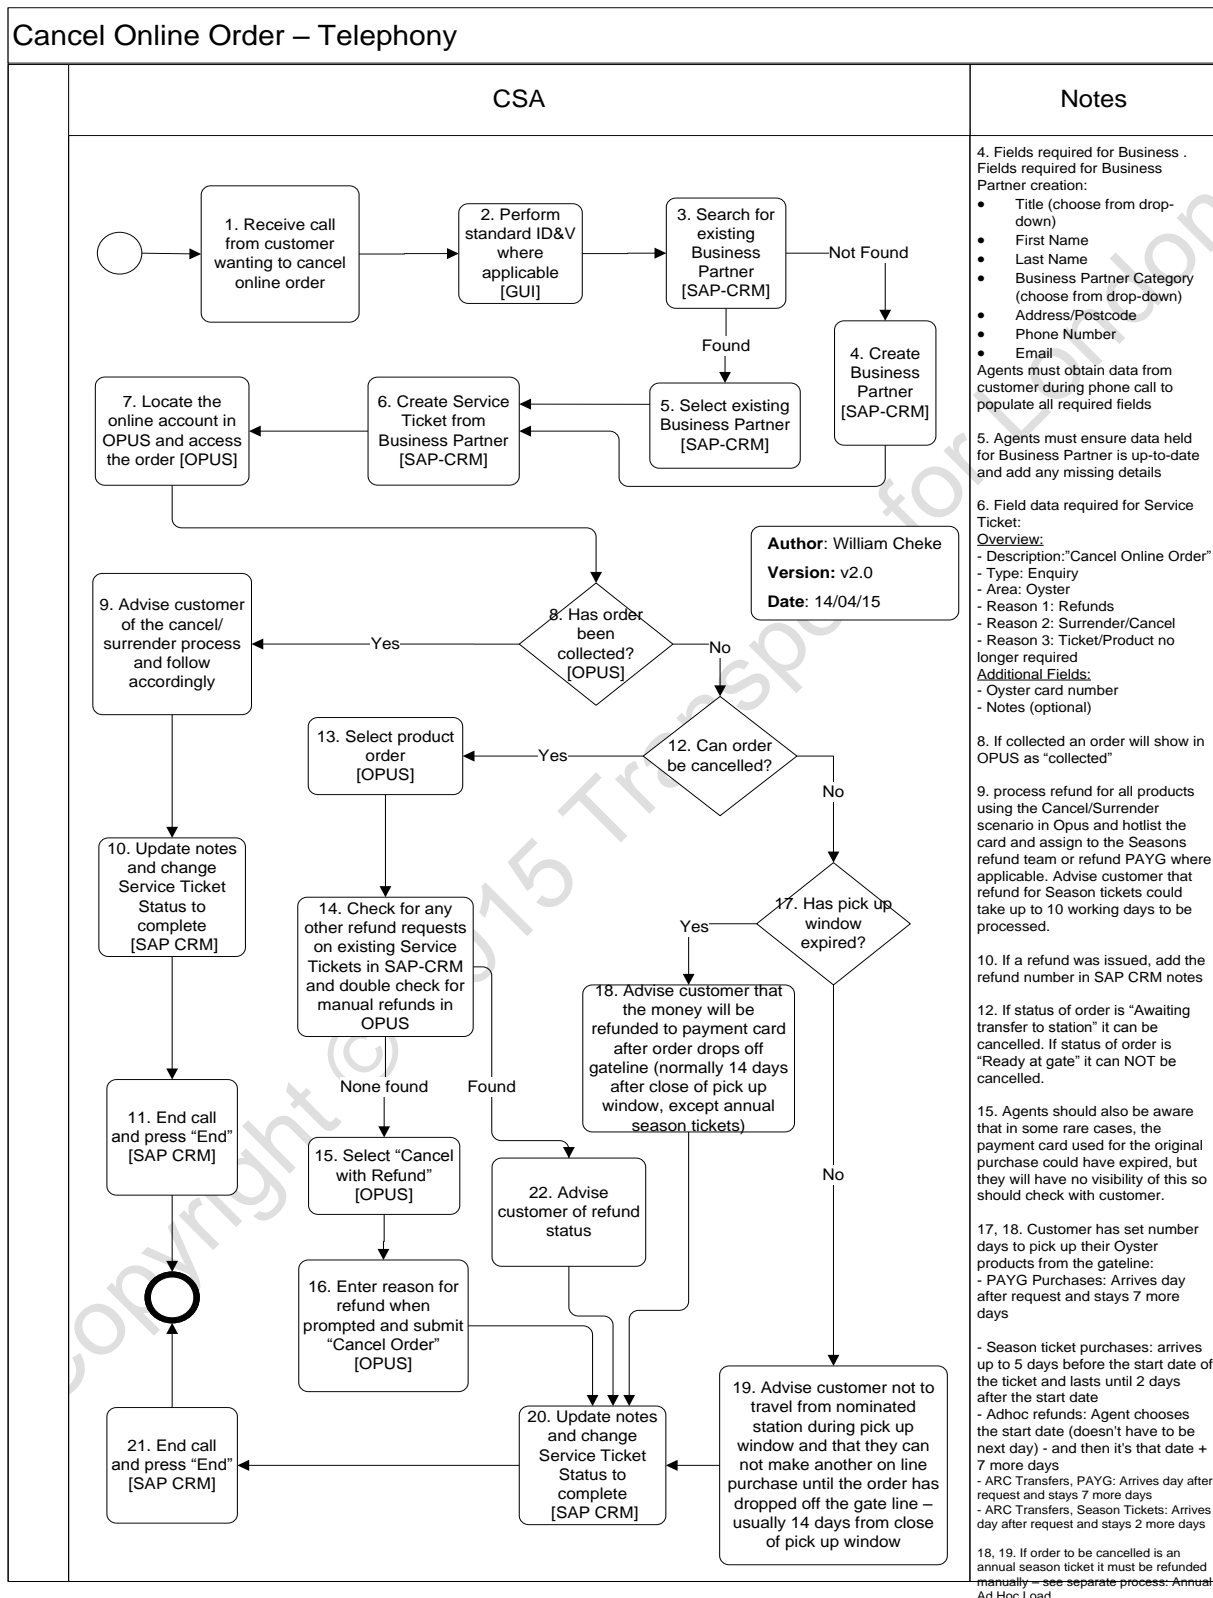 Cancel Online Order – Telephony
CSA
Notes
1. Receive call
from customer
wanting to cancel
online order
2. Perform
standard ID&V
where
applicable
[GUI]
3. Search for
existing
Business
Partner
[SAP-CRM]
Not Found
Found
4. Create
Business
Partner
[SAP-CRM]
5. Select existing
Business Partner
[SAP-CRM]
6. Create Service
Ticket from
Business Partner
[SAP-CRM]
7. Locate the
online account in
OPUS and access
the order [OPUS]
Author: William Cheke
Version: v2.0
Date: 14/04/15
8. Has order
been
collected?
[OPUS]
Yes
No
9. Advise customer
of the cancel/
surrender process
and follow
accordingly
10. Update notes
and change
Service Ticket
Status to
complete
[SAP CRM]
11. End call
and press “End”
[SAP CRM]
12. Can order
be cancelled?
Yes
No
13. Select product
order
[OPUS]
14. Check for any
other refund requests
on existing Service
Tickets in SAP-CRM
and double check for
manual refunds in
OPUS
None found
Found
15. Select “Cancel
with Refund”
[OPUS]
16. Enter reason for
refund when
prompted and submit
“Cancel Order”
[OPUS]
17. Has pick up
window
expired?
Yes
No
18. Advise customer that
the money will be
refunded to payment card
after order drops off
gateline (normally 14 days
after close of pick up
window, except annual
season tickets)
22. Advise
customer of refund
status
19. Advise customer not to
travel from nominated
station during pick up
window and that they can
not make another on line
purchase until the order has
dropped off the gate line –
usually 14 days from close
of pick up window
20. Update notes
and change
Service Ticket
Status to
complete
[SAP CRM]
21. End call
and press “End”
[SAP CRM]
4. Fields required for Business .
Fields required for Business
Partner creation:
• Title (choose from drop-
down)
• First Name
• Last Name
• Business Partner Category
(choose from drop-down)
• Address/Postcode
• Phone Number
• Email
Agents must obtain data from
customer during phone call to
populate all required fields
5. Agents must ensure data held
for Business Partner is up-to-date
and add any missing details
6. Field data required for Service
Ticket:
Overview:
- Description:”Cancel Online Order”
- Type: Enquiry
- Area: Oyster
- Reason 1: Refunds
- Reason 2: Surrender/Cancel
- Reason 3: Ticket/Product no
longer required
Additional Fields:
- Oyster card number
- Notes (optional)
8. If collected an order will show in
OPUS as “collected”
9. process refund for all products
using the Cancel/Surrender
scenario in Opus and hotlist the
card and assign to the Seasons
refund team or refund PAYG where
applicable. Advise customer that
refund for Season tickets could
take up to 10 working days to be
processed.
10. If a refund was issued, add the
refund number in SAP CRM notes
12. If status of order is “Awaiting
transfer to station” it can be
cancelled. If status of order is
“Ready at gate” it can NOT be
cancelled.
15. Agents should also be aware
that in some rare cases, the
payment card used for the original
purchase could have expired, but
they will have no visibility of this so
should check with customer.
17, 18. Customer has set number
days to pick up their Oyster
products from the gateline:
- PAYG Purchases: Arrives day
after request and stays 7 more
days
- Season ticket purchases: arrives
up to 5 days before the start date of
the ticket and lasts until 2 days
after the start date
- Adhoc refunds: Agent chooses
the start date (doesn’t have to be
next day) - and then it’s that date +
7 more days
- ARC Transfers, PAYG: Arrives day after
request and stays 7 more days
- ARC Transfers, Season Tickets: Arrives
day after request and stays 2 more days
18, 19. If order to be cancelled is an
annual season ticket it must be refunded
manually – see separate process: Annual
Ad Hoc Load
Copyright © 2015 Transport for London